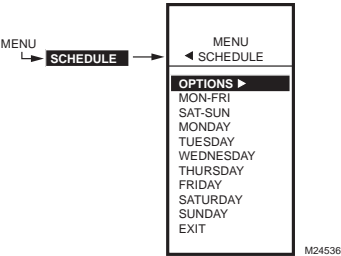 MENU
SCHEDULE
MENU
◄ SCHEDULE
OPTIONS ►
MON-FRI
SAT-SUN
MONDAY
TUESDAY
WEDNESDAY
THURSDAY
FRIDAY
SATURDAY
SUNDAY
EXIT
M24536